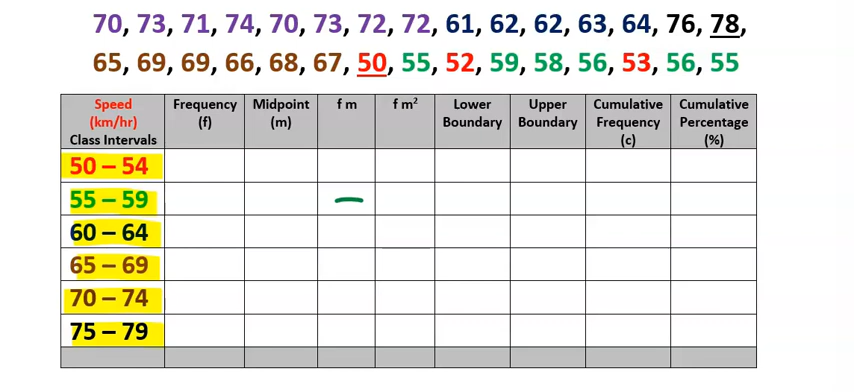 70, 73, 71, 74, 70, 73, 72, 72, 61, 62, 62, 63, 64, 76, 78,
65, 69, 69, 66, 68, 67, 50, 55, 52, 59, 58, 56, 53, 56, 55
Speed (km/hr) Class Intervals
Frequency (f)
Midpoint (m)
f m
f m²
Lower Boundary
Upper Boundary
Cumulative Frequency (c)
Cumulative Percentage (%)
50 – 54
55 – 59
60 – 64
65 – 69
70 – 74
75 – 79